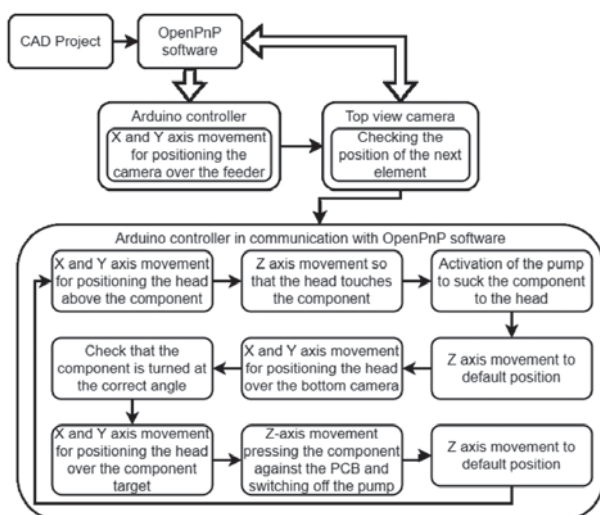 CAD Project
OpenPnP
software
Arduino controller
X and Y axis movement
for positioning the
camera over the feeder
Top view camera
Checking the
position of the next
element
Arduino controller in communication with OpenPnP software
X and Y axis movement
for positioning the head
above the component
Z axis movement so
that the head touches
the component
Activation of the pump
to suck the component
to the head
Check that the
component is turned at
the correct angle
X and Y axis movement
for positioning the head
over the bottom camera
Z axis movement to
default position
X and Y axis movement
for positioning the head
over the component
target
Z-axis movement
pressing the component
against the PCB and
switching off the pump
Z axis movement to
default position